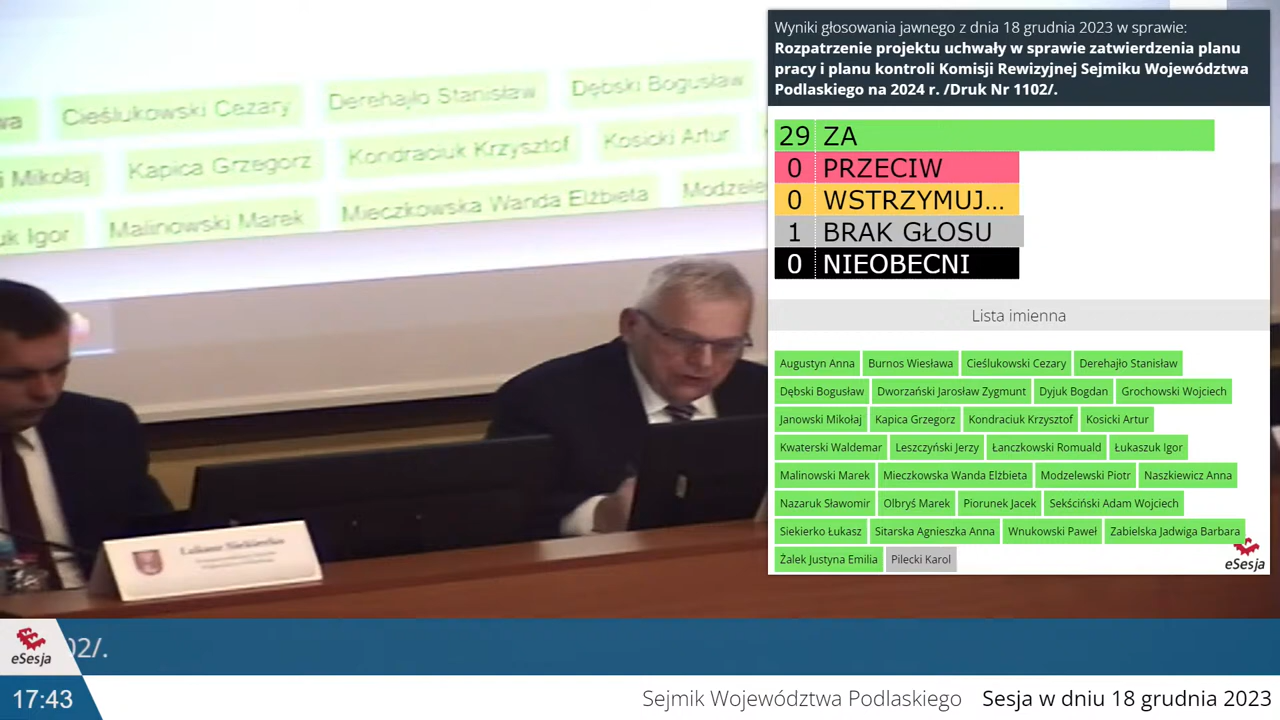 Cieślukowski Cezary
Derehajło Stanisław
Dębski Bogusław
Mikołaj
Kapica Grzegorz
Kondraciuk Krzysztof
Kosicki Artur
Igor
Malinowski Marek
Mieczkowska Wanda Elżbieta
Modzele
Wyniki głosowania jawnego z dnia 18 grudnia 2023 w sprawie:
Rozpatrzenie projektu uchwały w sprawie zatwierdzenia planu
pracy i planu kontroli Komisji Rewizyjnej Sejmiku Województwa
Podlaskiego na 2024 r. /Druk Nr 1102/.
29 ZA
0 PRZECIW
0 WSTRZYMUJ...
1 BRAK GŁOSU
0 NIEOBECNI
Lista imienna
Augustyn Anna Burnos Wiesława Cieślukowski Cezary Derehajło Stanisław
Dębski Bogusław Dworzański Jarosław Zygmunt Dyjuk Bogdan Grochowski Wojciech
Janowski Mikołaj Kapica Grzegorz Kondraciuk Krzysztof Kosicki Artur
Kwaterski Waldemar Leszczyński Jerzy Łanczkowski Romuald Łukaszuk Igor
Malinowski Marek Mieczkowska Wanda Elżbieta Modzelewski Piotr Naszkiewicz Anna
Nazaruk Sławomir Olbryś Marek Piorunek Jacek Sekściński Adam Wojciech
Siekierko Łukasz Sitarska Agnieszka Anna Wnukowski Paweł Zabielska Jadwiga Barbara
Żalek Justyna Emilia Pilecki Karol
eSesja
Łukasz Siekierko
eSesja
02/.
17:43
Sejmik Województwa Podlaskiego Sesja w dniu 18 grudnia 2023